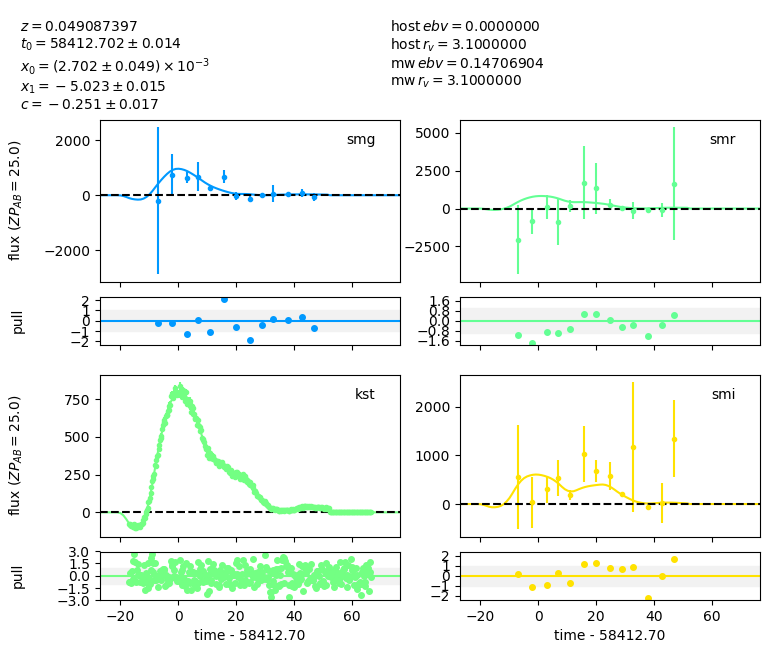 z = 0.049087397
t₀ = 58412.702 ± 0.014
x₀ = (2.702 ± 0.049) × 10⁻³
x₁ = −5.023 ± 0.015
c = −0.251 ± 0.017
host ebv = 0.0000000
host r_v = 3.1000000
mw ebv = 0.14706904
mw r_v = 3.1000000
flux (ZP_AB = 25.0)
2000
0
−2000
smg
5000
2500
0
−2500
smr
pull
2
1
0
−1
−2
1.6
0.8
0.0
−0.8
−1.6
flux (ZP_AB = 25.0)
750
500
250
0
kst
2000
1000
0
smi
pull
3.0
1.5
0.0
−1.5
−3.0
2
1
0
−1
−2
−20 0 20 40 60
−20 0 20 40 60
time - 58412.70
time - 58412.70